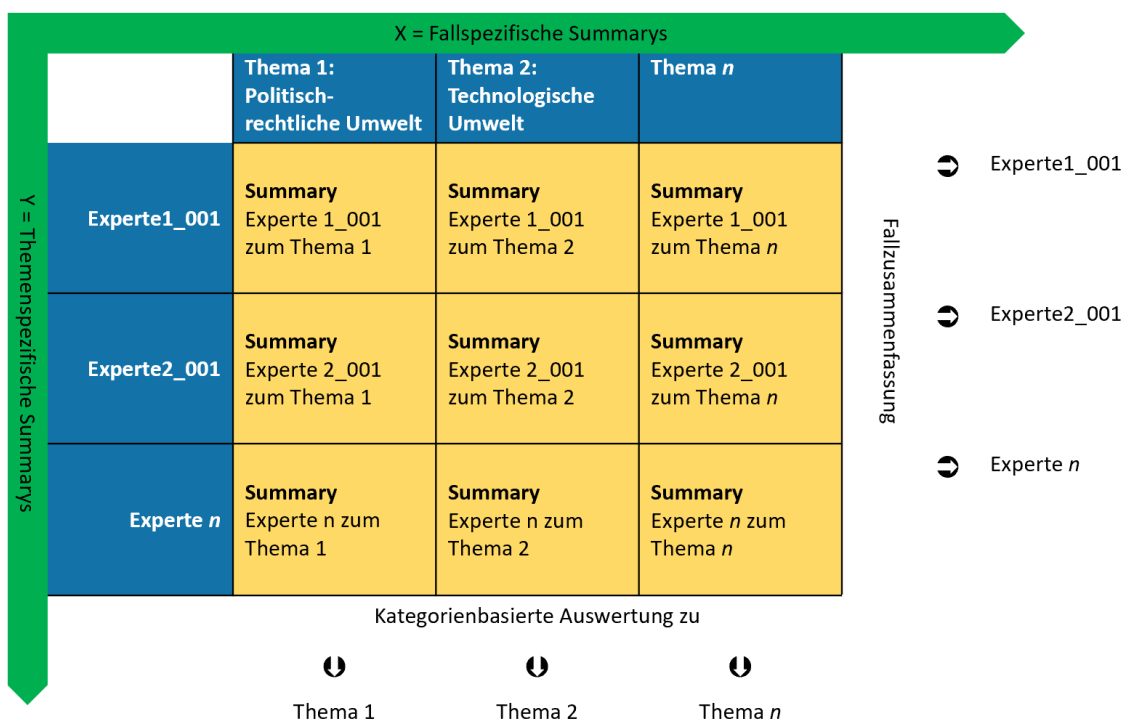 X = Fallspezifische Summarys
Y = Themenspezifische Summarys
Thema 1:
Politisch-
rechtliche Umwelt
Thema 2:
Technologische
Umwelt
Thema n
Experte1_001
Summary
Experte 1_001
zum Thema 1
Summary
Experte 1_001
zum Thema 2
Summary
Experte 1_001
zum Thema n
Experte2_001
Summary
Experte 2_001
zum Thema 1
Summary
Experte 2_001
zum Thema 2
Summary
Experte 2_001
zum Thema n
Experte n
Summary
Experte n zum
Thema 1
Summary
Experte n zum
Thema 2
Summary
Experte n zum
Thema n
Fallzusammenfassung
Experte1_001
Experte2_001
Experte n
Kategorienbasierte Auswertung zu
Thema 1
Thema 2
Thema n